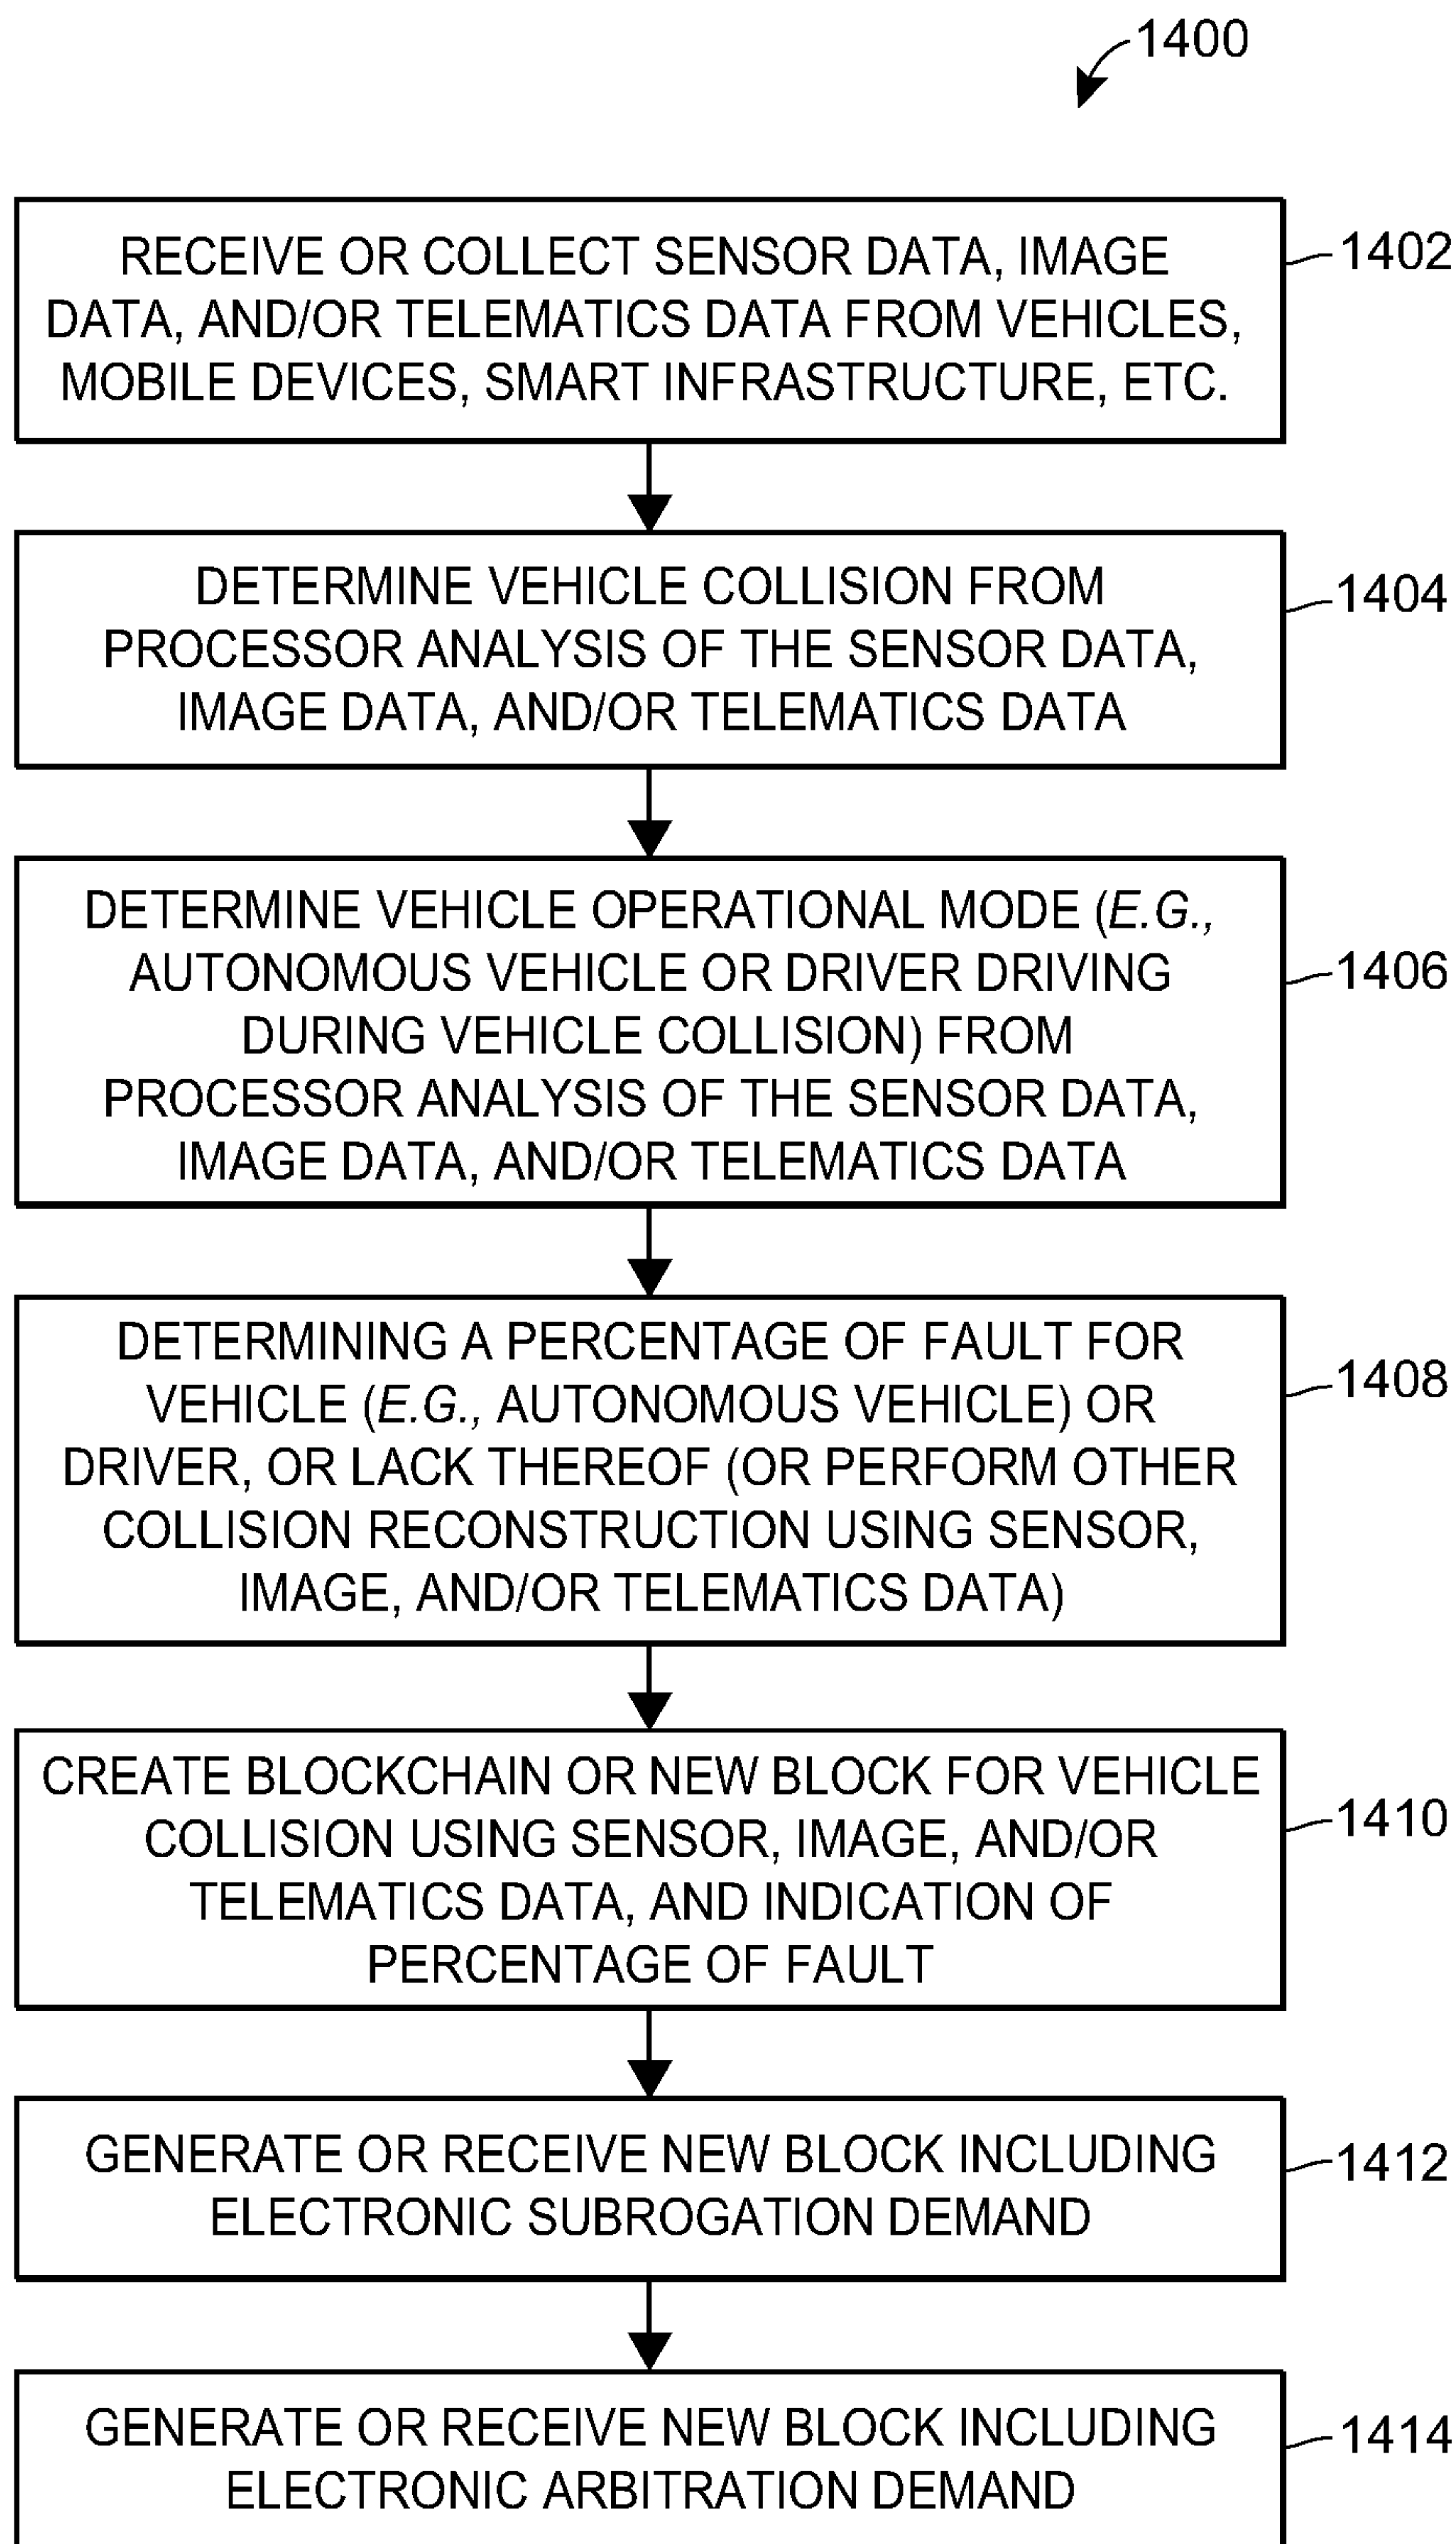 1400
RECEIVE OR COLLECT SENSOR DATA, IMAGE
DATA, AND/OR TELEMATICS DATA FROM VEHICLES,
MOBILE DEVICES, SMART INFRASTRUCTURE, ETC.
1402
DETERMINE VEHICLE COLLISION FROM
PROCESSOR ANALYSIS OF THE SENSOR DATA,
IMAGE DATA, AND/OR TELEMATICS DATA
1404
DETERMINE VEHICLE OPERATIONAL MODE (E.G.,
AUTONOMOUS VEHICLE OR DRIVER DRIVING
DURING VEHICLE COLLISION) FROM
PROCESSOR ANALYSIS OF THE SENSOR DATA,
IMAGE DATA, AND/OR TELEMATICS DATA
1406
DETERMINING A PERCENTAGE OF FAULT FOR
VEHICLE (E.G., AUTONOMOUS VEHICLE) OR
DRIVER, OR LACK THEREOF (OR PERFORM OTHER
COLLISION RECONSTRUCTION USING SENSOR,
IMAGE, AND/OR TELEMATICS DATA)
1408
CREATE BLOCKCHAIN OR NEW BLOCK FOR VEHICLE
COLLISION USING SENSOR, IMAGE, AND/OR
TELEMATICS DATA, AND INDICATION OF
PERCENTAGE OF FAULT
1410
GENERATE OR RECEIVE NEW BLOCK INCLUDING
ELECTRONIC SUBROGATION DEMAND
1412
GENERATE OR RECEIVE NEW BLOCK INCLUDING
ELECTRONIC ARBITRATION DEMAND
1414